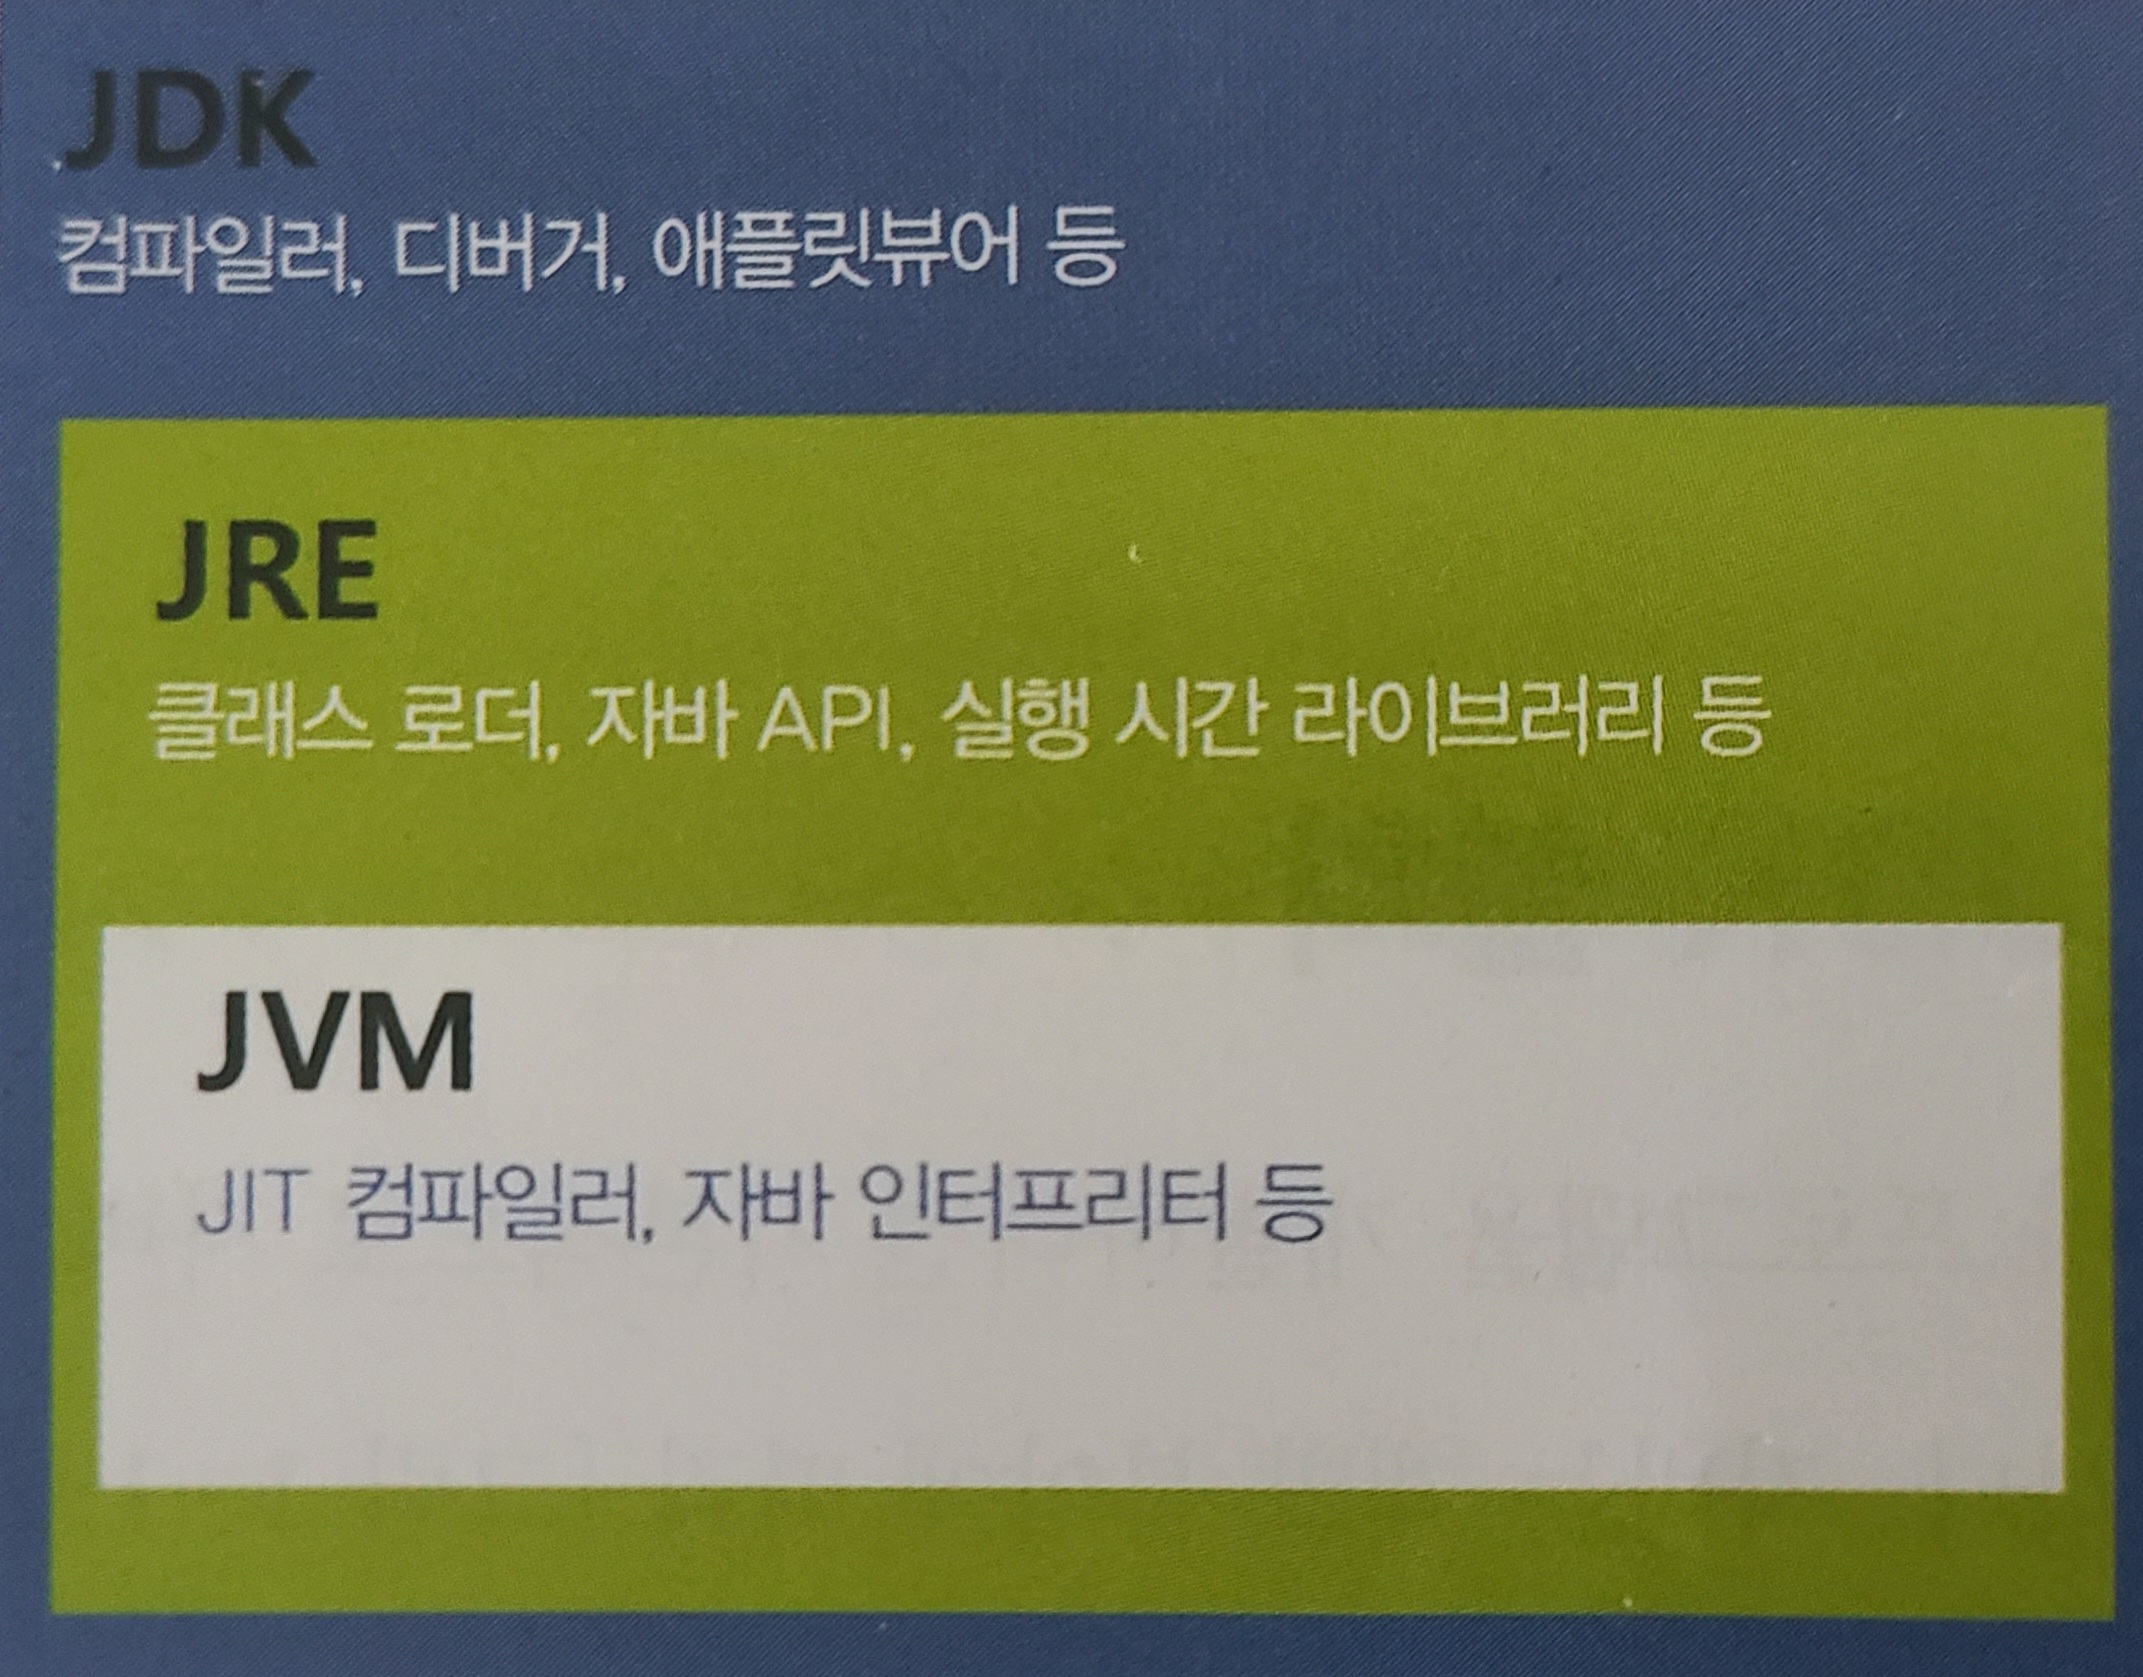 JDK
컴파일러, 디버거, 애플릿뷰어 등
JRE
클래스 로더, 자바 API, 실행 시간 라이브러리 등
JVM
JIT 컴파일러, 자바 인터프리터 등